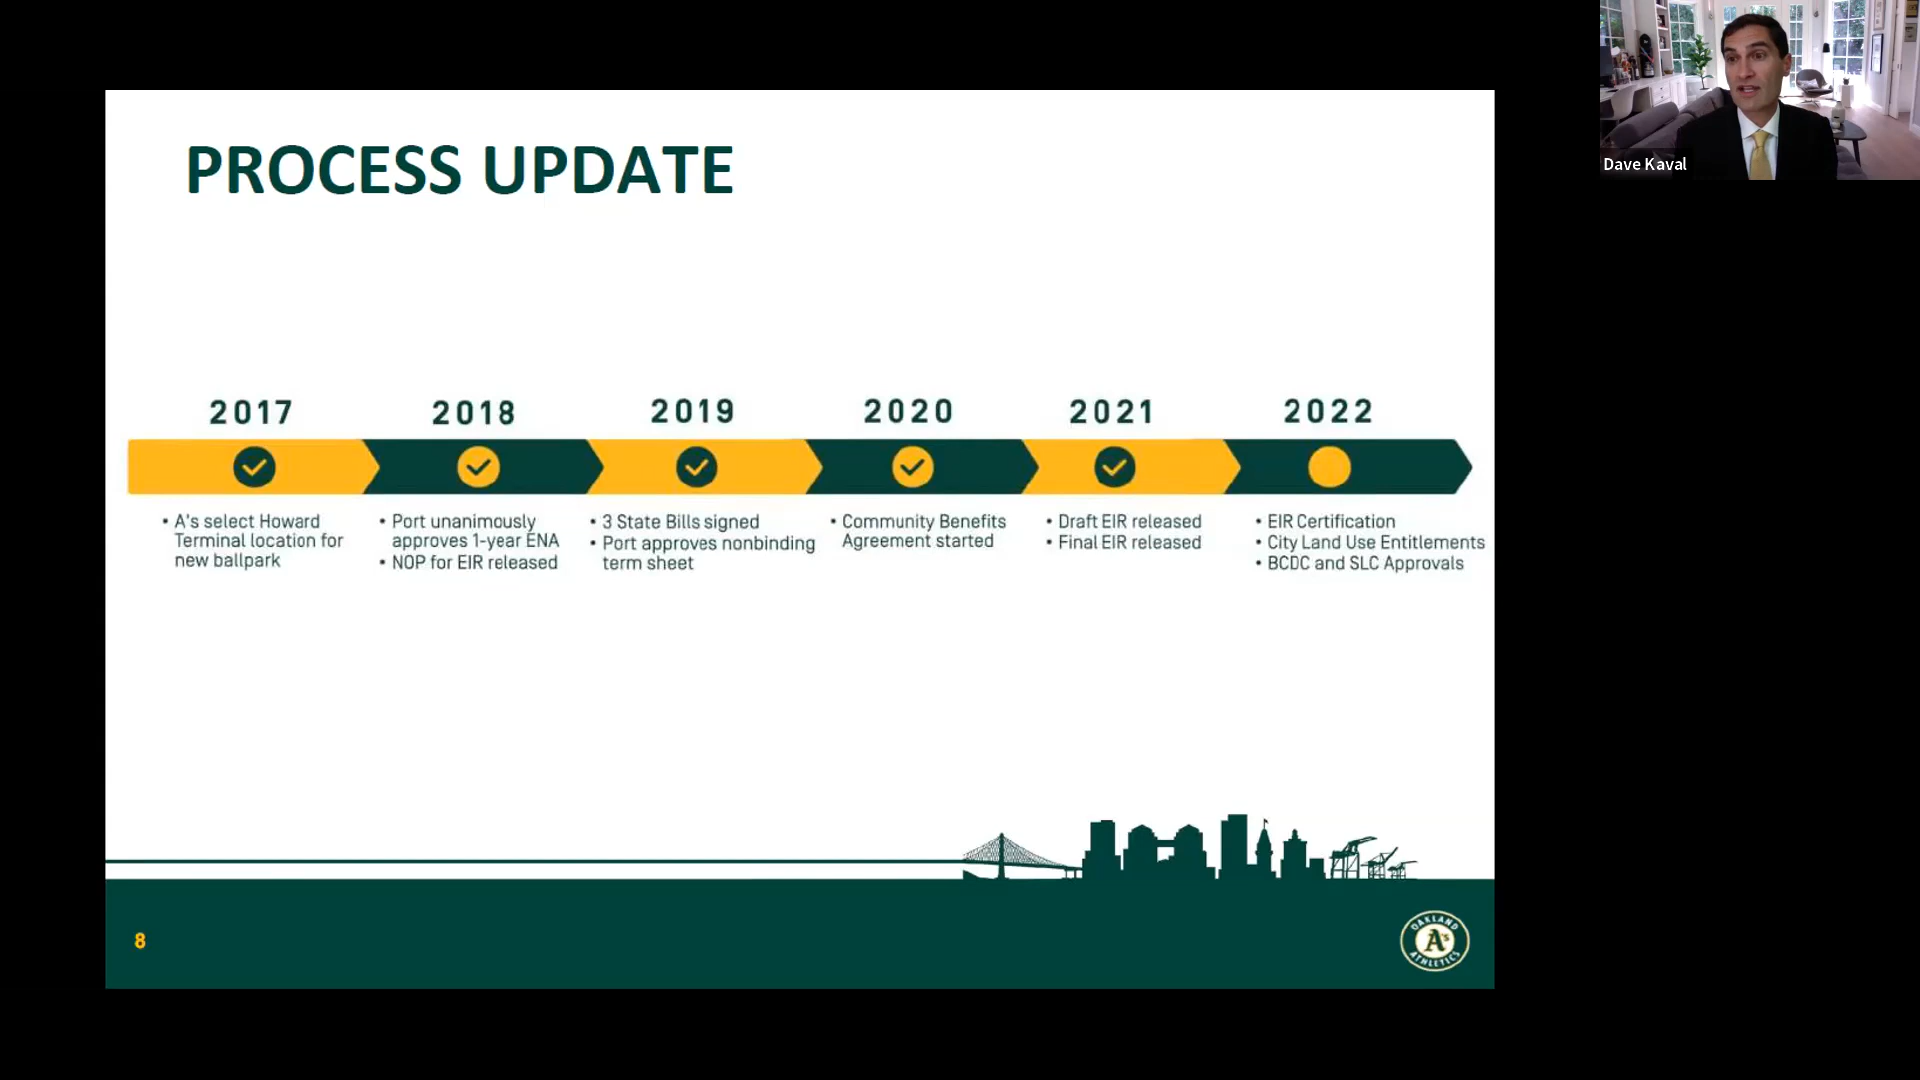 Dave Kaval
PROCESS UPDATE
2017
2018
2019
2020
2021
2022
• A's select Howard
Terminal location for
new ballpark
• Port unanimously
approves 1-year ENA
• NOP for EIR released
• 3 State Bills signed
• Port approves nonbinding
term sheet
• Community Benefits
Agreement started
• Draft EIR released
• Final EIR released
• EIR Certification
• City Land Use Entitlements
• BCDC and SLC Approvals
8
OAKLAND
A's
ATHLETICS